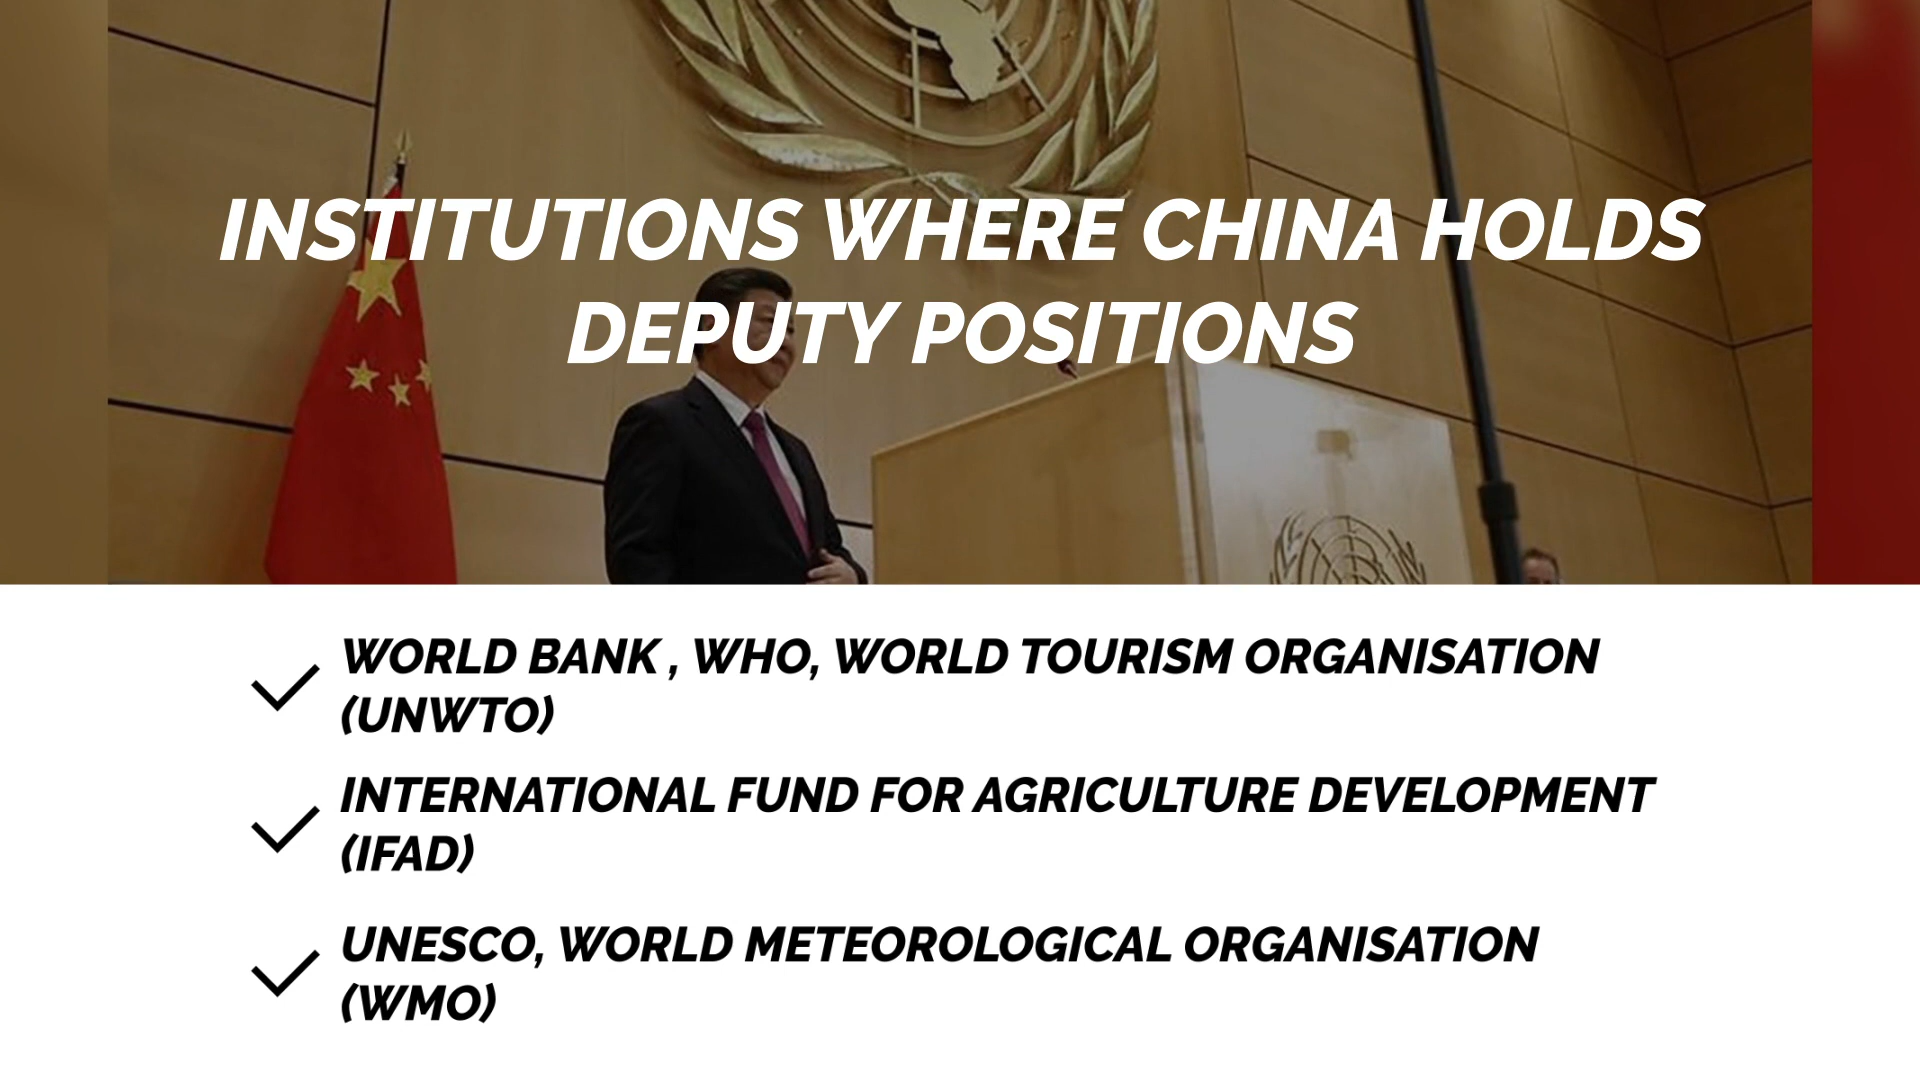 INSTITUTIONS WHERE CHINA HOLDS
DEPUTY POSITIONS
WORLD BANK , WHO, WORLD TOURISM ORGANISATION
(UNWTO)
INTERNATIONAL FUND FOR AGRICULTURE DEVELOPMENT
(IFAD)
UNESCO, WORLD METEOROLOGICAL ORGANISATION
(WMO)